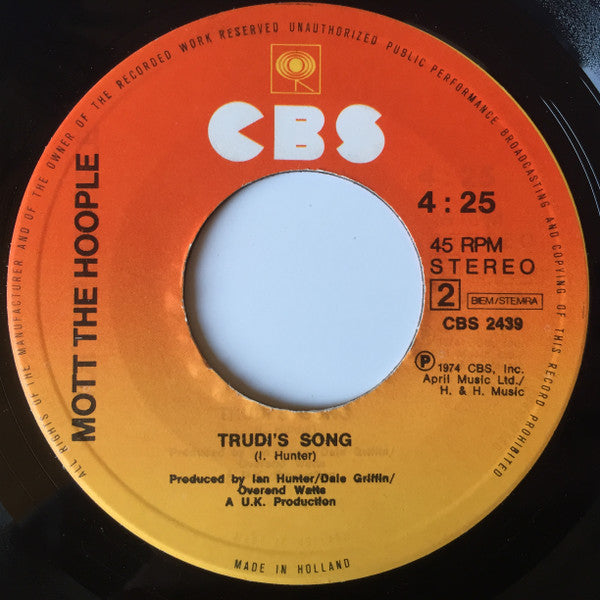 ALL RIGHTS OF THE MANUFACTURER AND OF THE OWNER OF THE RECORDED WORK RESERVED UNAUTHORIZED PUBLIC PERFORMANCE BROADCASTING AND COPYING OF THIS RECORD PROHIBITED
CBS
MOTT THE HOOPLE
4:25
45 RPM
STEREO
2 BIEM/STEMRA
CBS 2439
℗ 1974 CBS, Inc.
April Music Ltd./
H. & H. Music
TRUDI'S SONG
(I. Hunter)
Produced by Ian Hunter/Dale Griffin/
Overend Watts
A U.K. Production
MADE IN HOLLAND